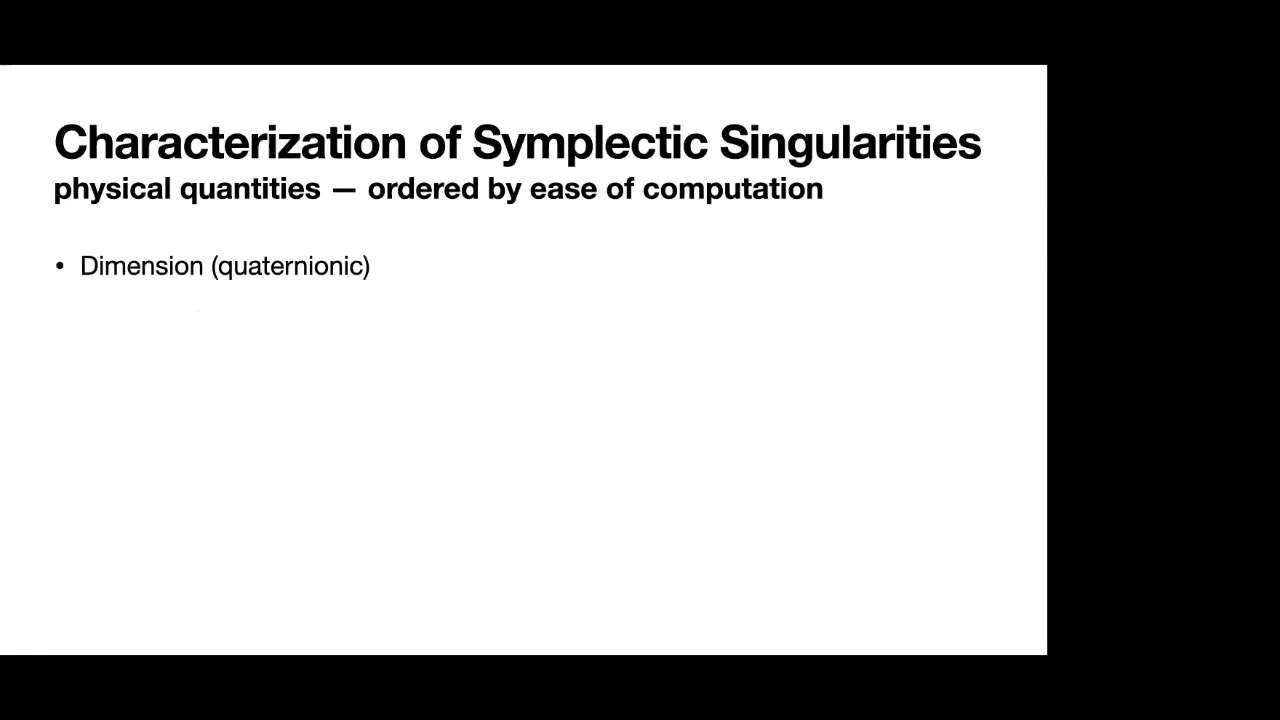 Characterization of Symplectic Singularities
physical quantities — ordered by ease of computation
• Dimension (quaternionic)